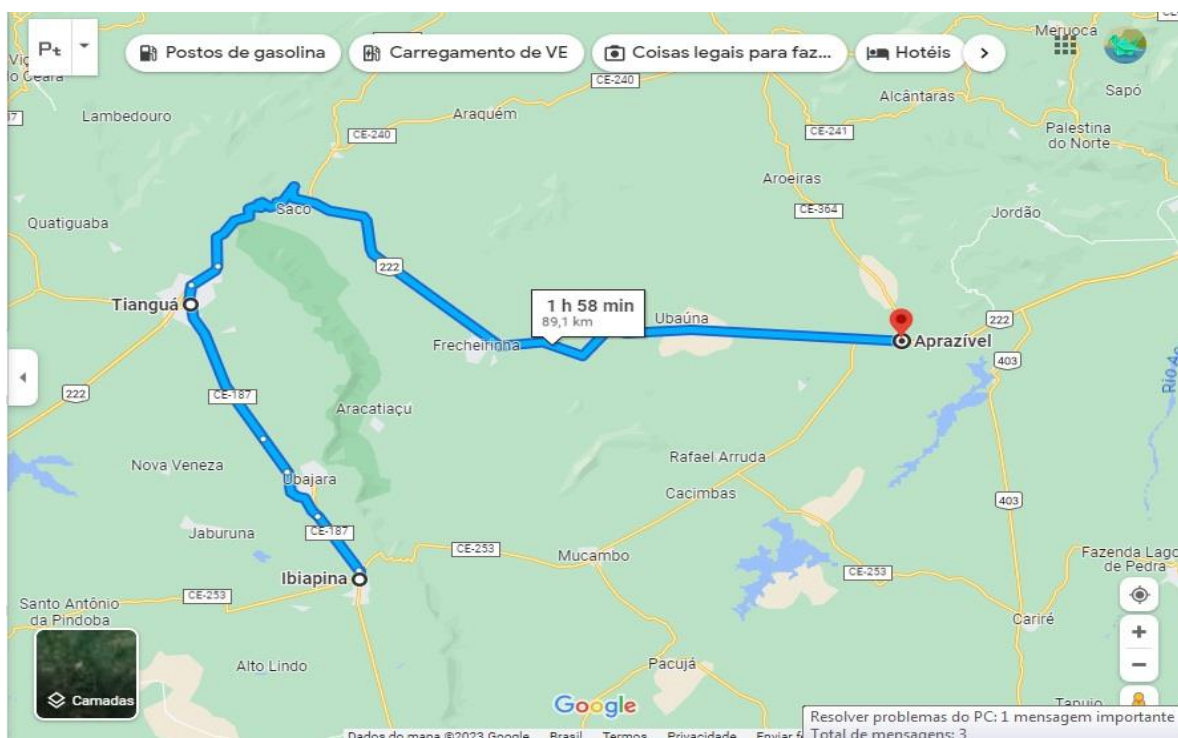 Pt
Postos de gasolina
Carregamento de VE
Coisas legais para faz...
Hotéis
Meruoca
do Ceará
Lambedouro
CE-240
Araquém
CE-240
Alcântaras
Sapó
CE-241
Palestina
do Norte
Aroeiras
Quatiguaba
Saco
CE-364
Jordão
222
Tianguá
1 h 58 min
89,1 km
Ubaúna
Frecheirinha
Aprazível
222
403
222
CE-187
Aracatiaçu
Nova Veneza
Ubajara
Rafael Arruda
Cacimbas
403
Jaburuna
CE-187
CE-253
Mucambo
Ibiapina
CE-253
CE-253
Fazenda Lago
de Pedra
Santo Antônio
da Pindoba
Cariré
Alto Lindo
Pacujá
Camadas
Google
Tapuio
Resolver problemas do PC: 1 mensagem importante
Total de mensagens: 3
Dados do mapa ©2023 Google
Brasil
Termos
Privacidade
Enviar